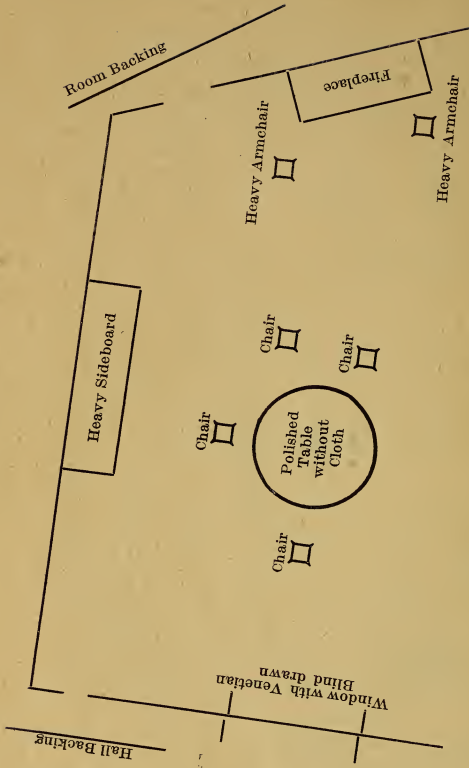 Room Backing
Fireplace
Heavy Armchair
Heavy Armchair
Heavy Sideboard
Chair
Chair
Chair
Polished
Table
without
Cloth
Chair
Window with Venetian
Blind drawn
Hall Backing